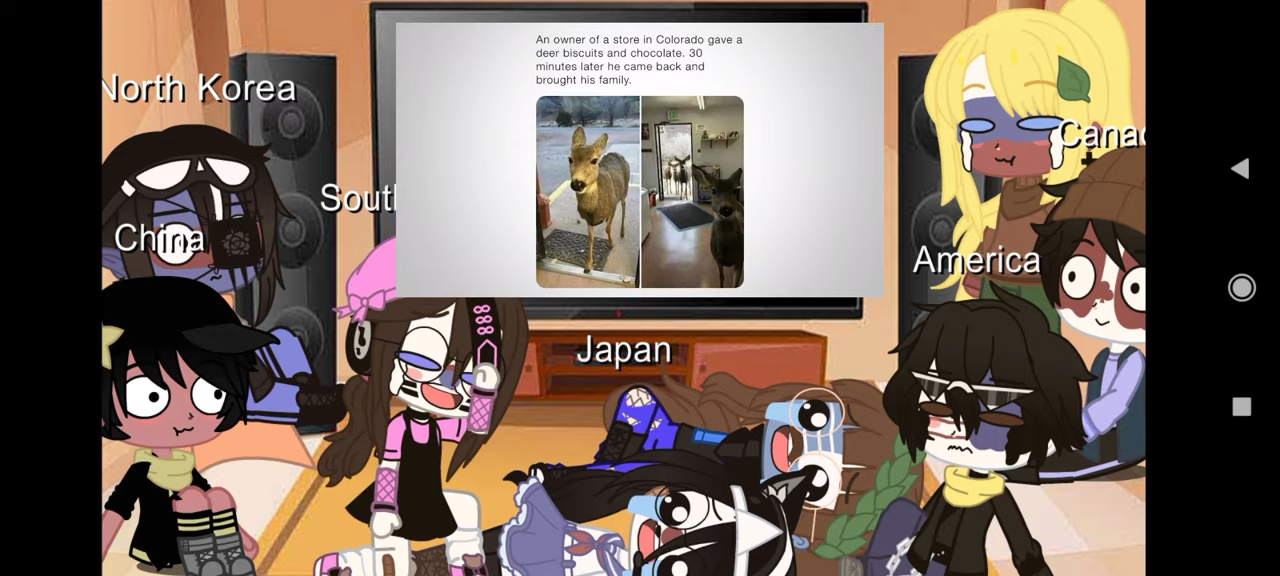 An owner of a store in Colorado gave a
deer biscuits and chocolate. 30
minutes later he came back and
brought his family.
North Korea
South
China
Canad
America
Japan